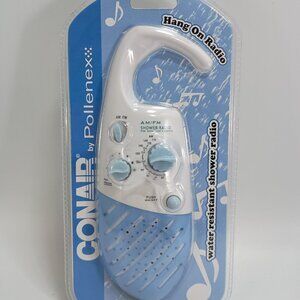 Hang On Radio
CONAIR
by Pollenex
AM/FM
SHOWER RADIO
water resistant shower radio